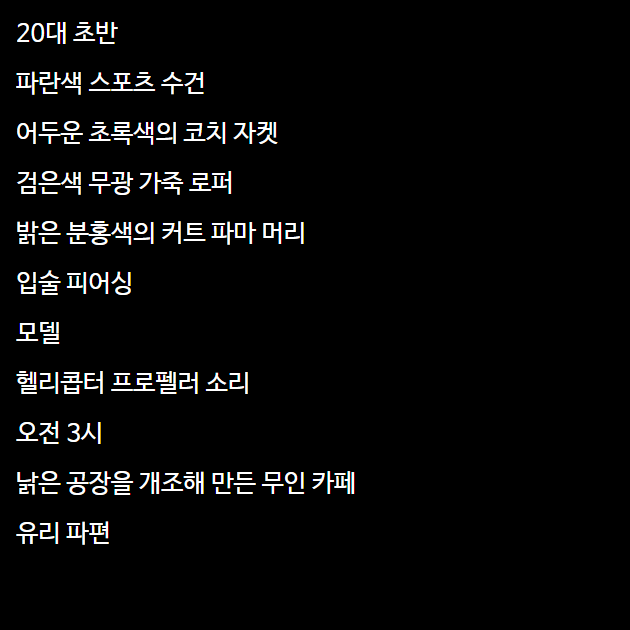 20대 초반
파란색 스포츠 수건
어두운 초록색의 코치 자켓
검은색 무광 가죽 로퍼
밝은 분홍색의 커트 파마 머리
입술 피어싱
모델
헬리콥터 프로펠러 소리
오전 3시
낡은 공장을 개조해 만든 무인 카페
유리 파편